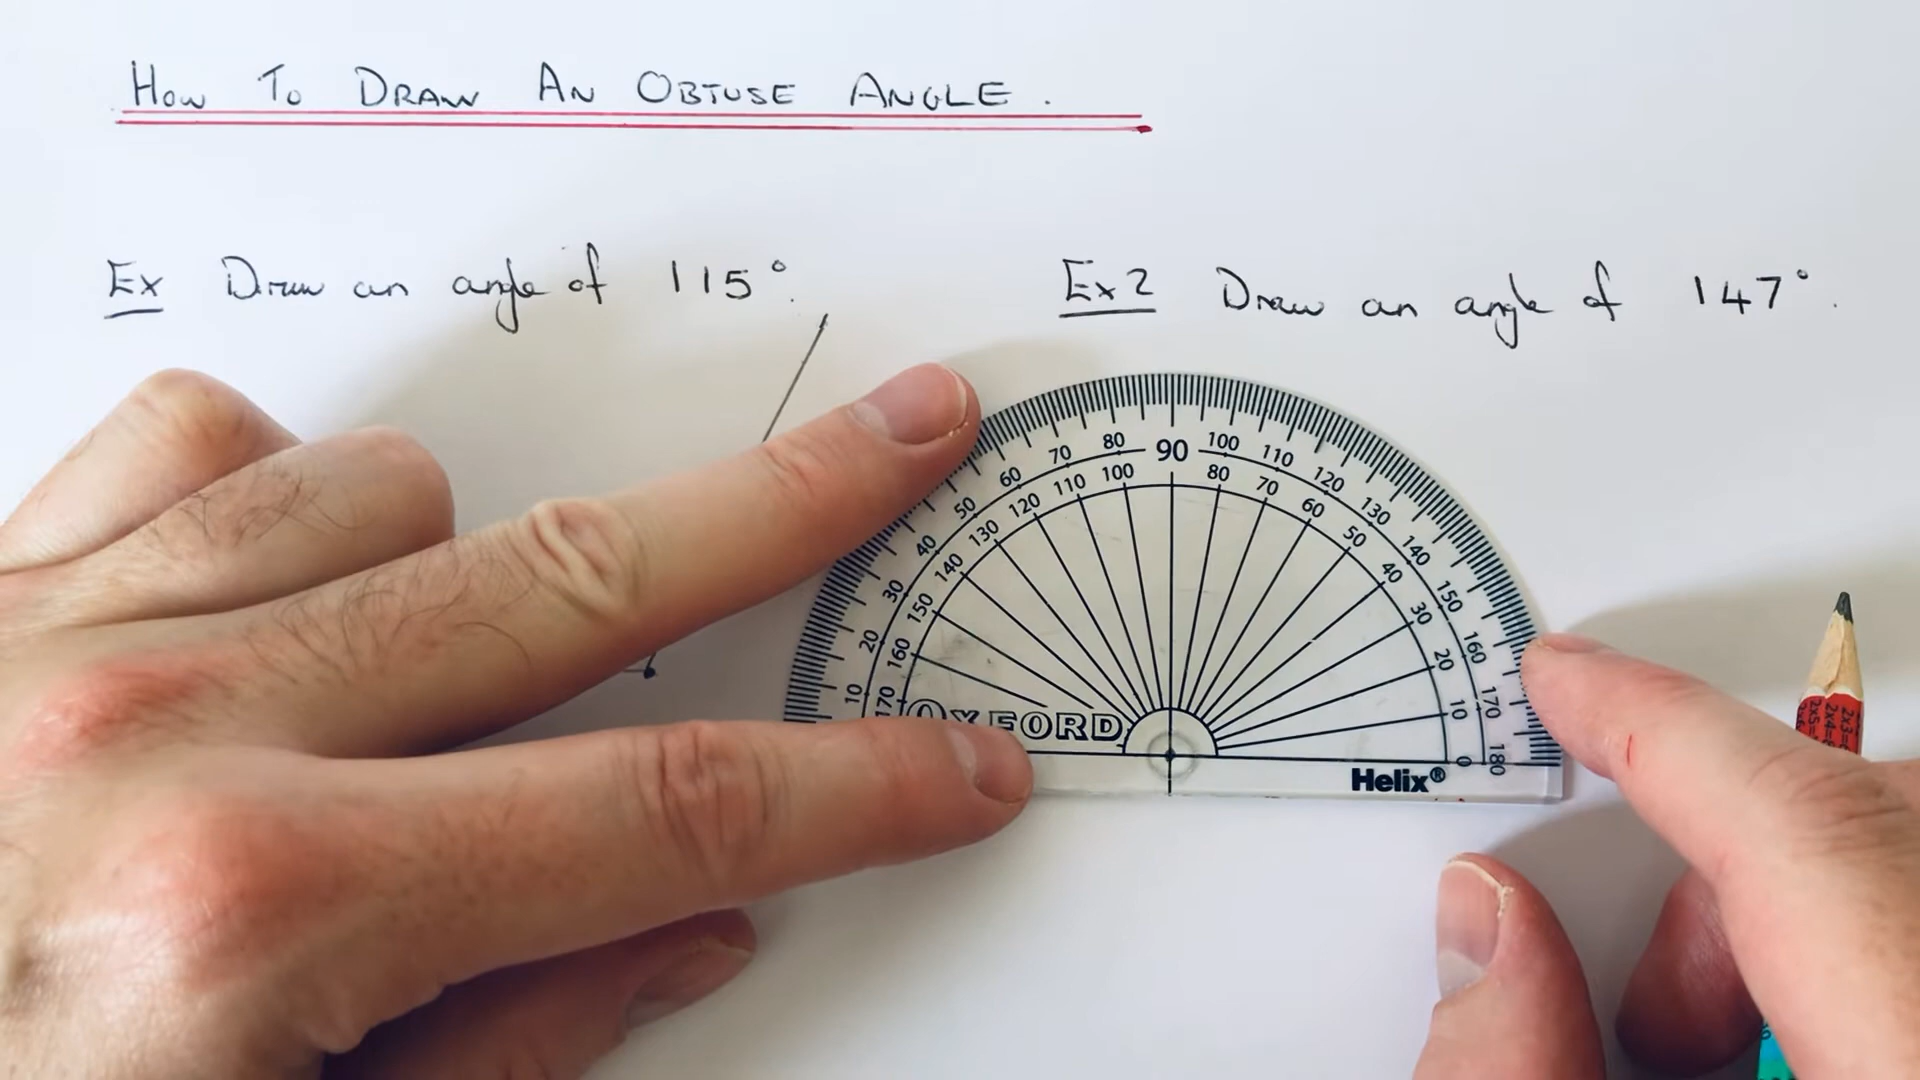 How To DRAW AN OBTUSE ANGLE.
Ex Draw an angle of 115°.
Ex2 Draw an angle of 147°.
10 20 30 40 50 60 70 80 90 100 110 120 130 140 150 160 170 180
170 160 150 140 130 120 110 100 80 70 60 50 40 30 20 10 0
OXFORD
Helix®